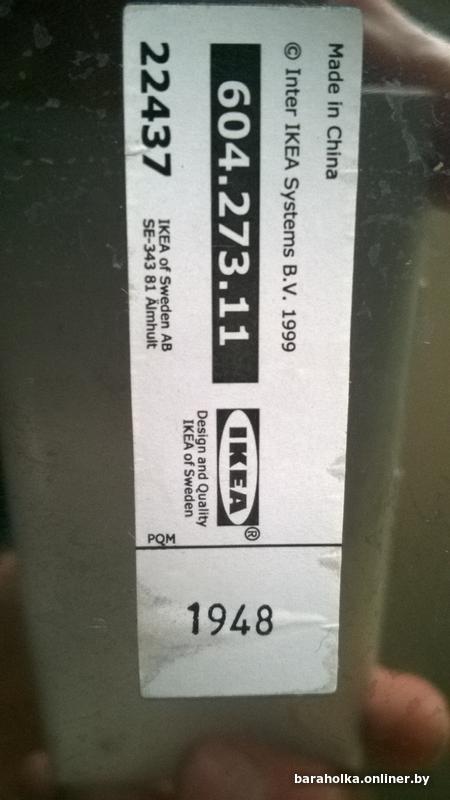 Made in China
© Inter IKEA Systems B.V. 1999
604.273.11
22437
IKEA of Sweden AB
SE-343 81 Älmhult
IKEA®
Design and Quality
IKEA of Sweden
PQM
1948
baraholka.onliner.by